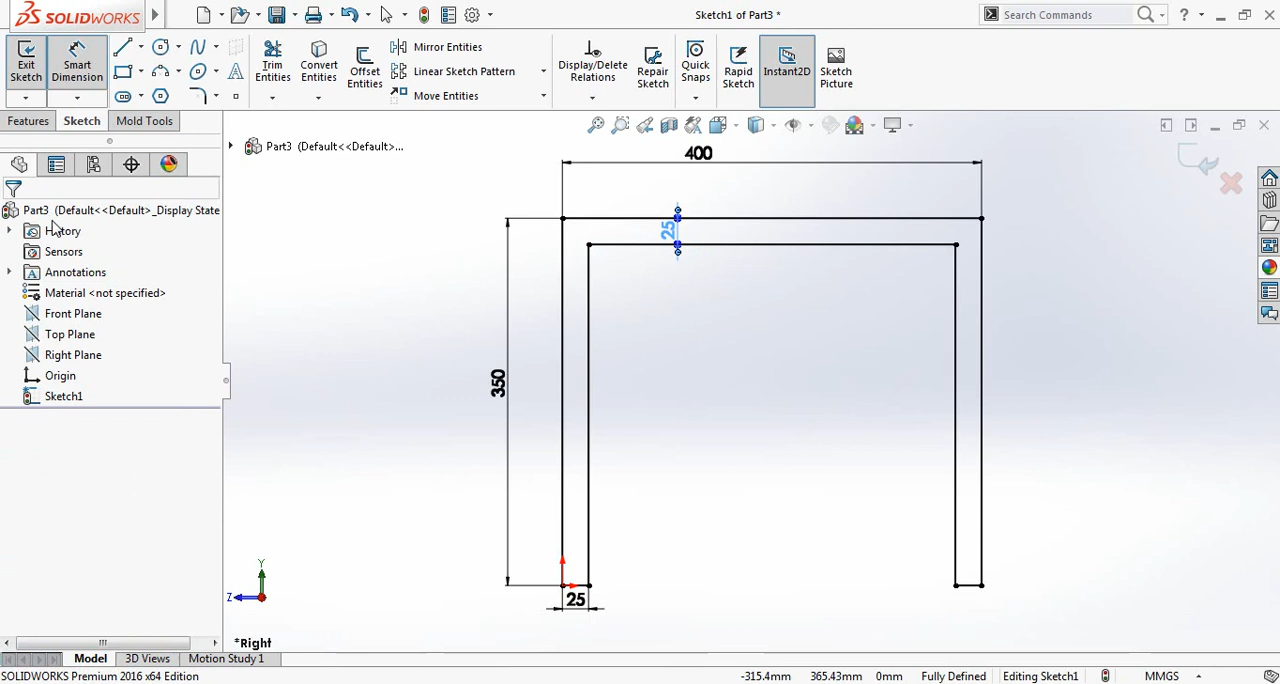 SOLIDWORKS
Sketch1 of Part3 *
Search Commands
Exit Sketch
Smart Dimension
Trim Entities
Convert Entities
Offset Entities
Mirror Entities
Linear Sketch Pattern
Move Entities
Display/Delete Relations
Repair Sketch
Quick Snaps
Rapid Sketch
Instant2D
Sketch Picture
Features
Sketch
Mold Tools
Part3 (Default<<Default>_Display State
History
Sensors
Annotations
Material <not specified>
Front Plane
Top Plane
Right Plane
Origin
Sketch1
Part3 (Default<<Default>...
400
25
350
25
Y
Z
*Right
Model
3D Views
Motion Study 1
SOLIDWORKS Premium 2016 x64 Edition
-315.4mm
365.43mm
0mm
Fully Defined
Editing Sketch1
MMGS